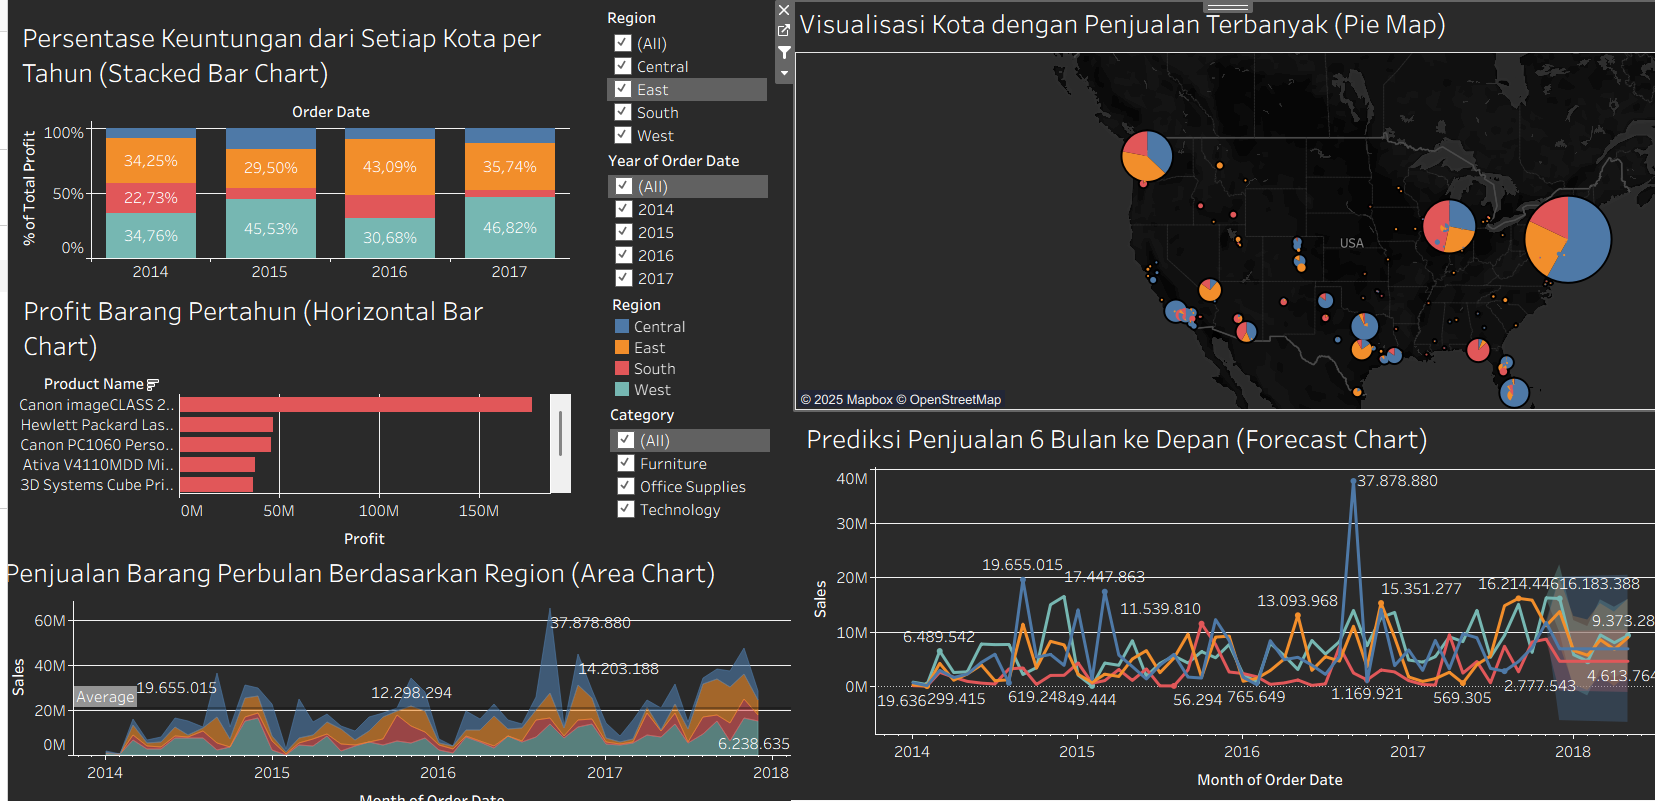 Persentase Keuntungan dari Setiap Kota per
Tahun (Stacked Bar Chart)
Order Date
% of Total Profit
100%
50%
0%
34,25%
22,73%
34,76%
29,50%
45,53%
43,09%
30,68%
35,74%
46,82%
2014
2015
2016
2017
Profit Barang Pertahun (Horizontal Bar
Chart)
Product Name
Canon imageCLASS 2..
Hewlett Packard Las..
Canon PC1060 Perso..
Ativa V4110MDD Mi..
3D Systems Cube Pri..
0M
50M
100M
150M
Profit
Region
(All)
Central
East
South
West
Year of Order Date
(All)
2014
2015
2016
2017
Region
Central
East
South
West
Category
(All)
Furniture
Office Supplies
Technology
Penjualan Barang Perbulan Berdasarkan Region (Area Chart)
Sales
60M
40M
20M
0M
Average
19.655.015
12.298.294
37.878.880
14.203.188
6.238.635
2014
2015
2016
2017
2018
Month of Order Date
Visualisasi Kota dengan Penjualan Terbanyak (Pie Map)
USA
© 2025 Mapbox © OpenStreetMap
Prediksi Penjualan 6 Bulan ke Depan (Forecast Chart)
Sales
40M
30M
20M
10M
0M
37.878.880
19.655.015
17.447.863
11.539.810
13.093.968
15.351.277
16.214.446
16.183.388
6.489.542
9.373.28
4.613.764
19.636
299.415
619.248
49.444
56.294
765.649
1.169.921
569.305
2.777.543
2014
2015
2016
2017
2018
Month of Order Date